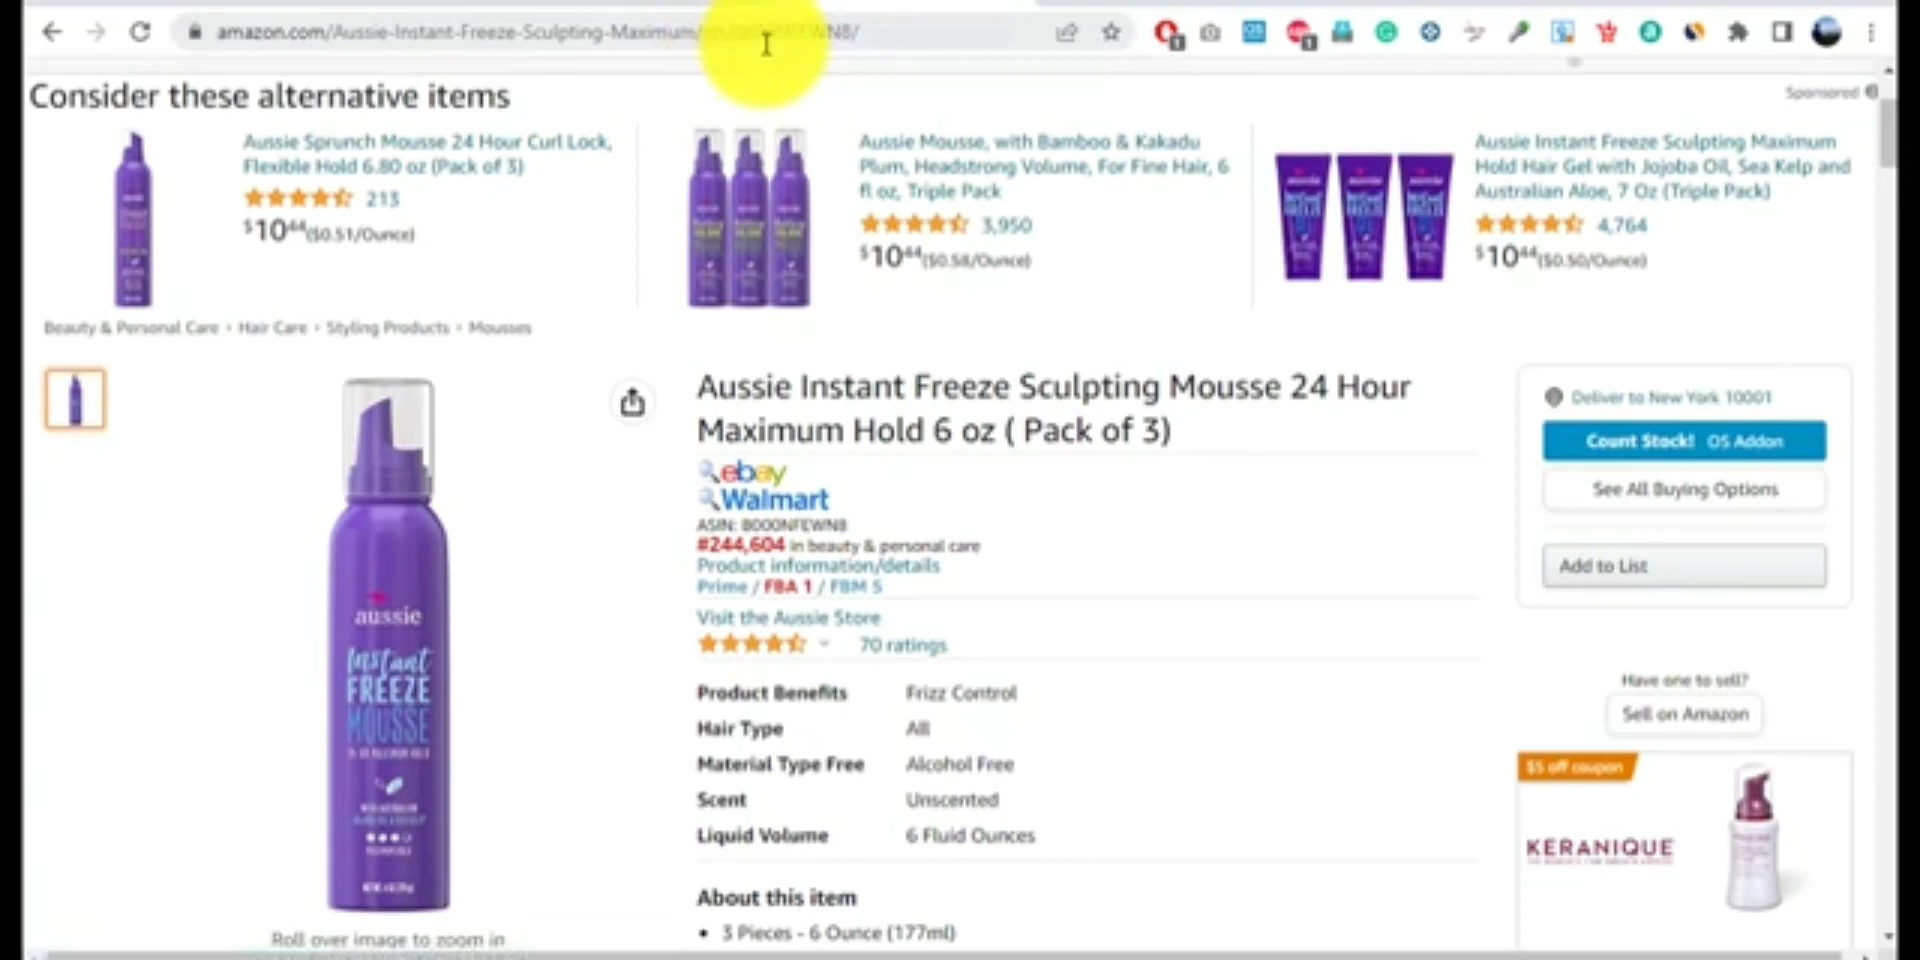 amazon.com/Aussie-Instant-Freeze-Sculpting-Maximum/
Consider these alternative items
Sponsored
Aussie Sprunch Mousse 24 Hour Curl Lock,
Flexible Hold 6.80 oz (Pack of 3)
213
$10.44($0.51/Ounce)
Aussie Mousse, with Bamboo & Kakadu
Plum, Headstrong Volume, For Fine Hair, 6
fl oz, Triple Pack
3,950
$10.44($0.58/Ounce)
Aussie Instant Freeze Sculpting Maximum
Hold Hair Gel with Jojoba Oil, Sea Kelp and
Australian Aloe, 7 Oz (Triple Pack)
4,764
$10.44($0.50/Ounce)
Beauty & Personal Care › Hair Care › Styling Products › Mousses
aussie
Instant
FREEZE
MOUSSE
Roll over image to zoom in
Aussie Instant Freeze Sculpting Mousse 24 Hour
Maximum Hold 6 oz ( Pack of 3)
ebay
Walmart
ASIN: B000NFEWN8
#244,604 in beauty & personal care
Product information/details
Prime / FBA 1 / FBM 5
Visit the Aussie Store
70 ratings
Product Benefits Frizz Control
Hair Type All
Material Type Free Alcohol Free
Scent Unscented
Liquid Volume 6 Fluid Ounces
About this item
• 3 Pieces - 6 Ounce (177ml)
Deliver to New York 10001
Count Stock! OS Addon
See All Buying Options
Add to List
Have one to sell?
Sell on Amazon
$5 off coupon
KERANIQUE